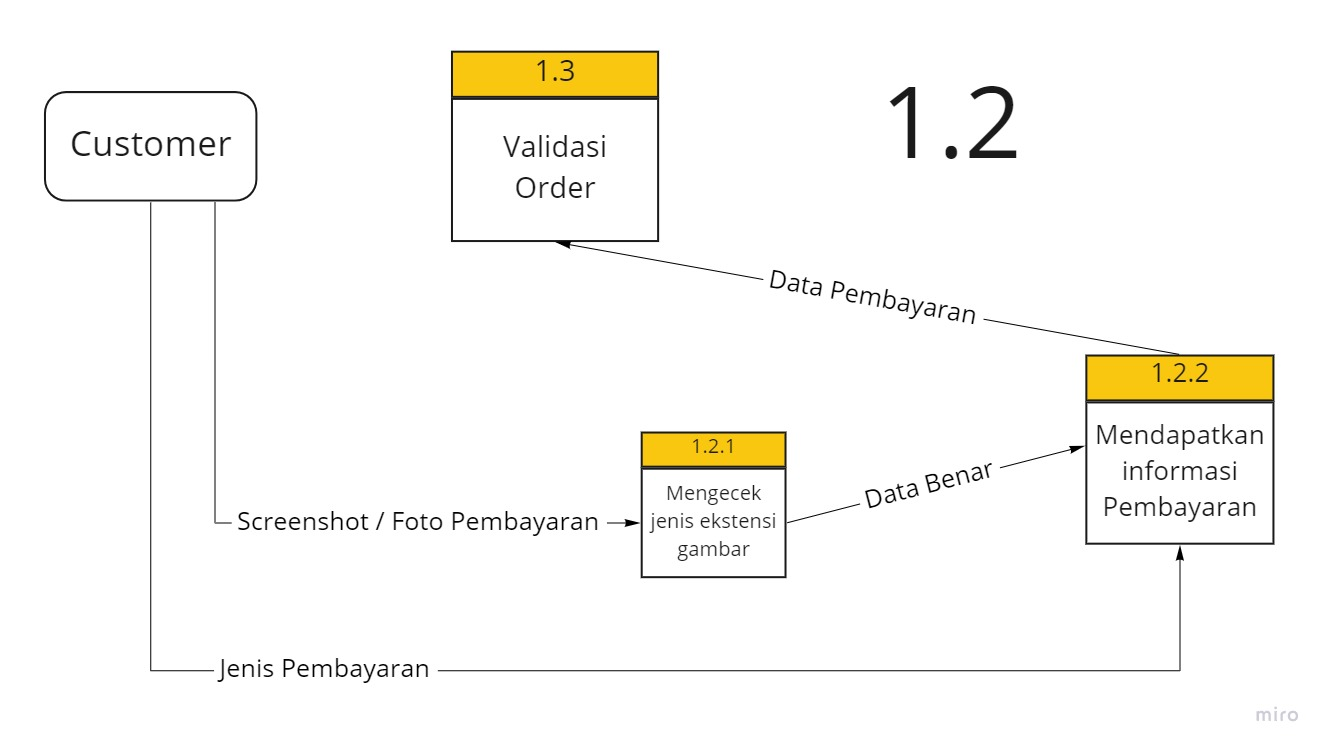 1.3
1.2
Customer
Validasi
Order
Data Pembayaran
1.2.2
Mendapatkan
informasi
Pembayaran
1.2.1
Mengecek
jenis ekstensi
gambar
Data Benar
Screenshot / Foto Pembayaran
Jenis Pembayaran
miro